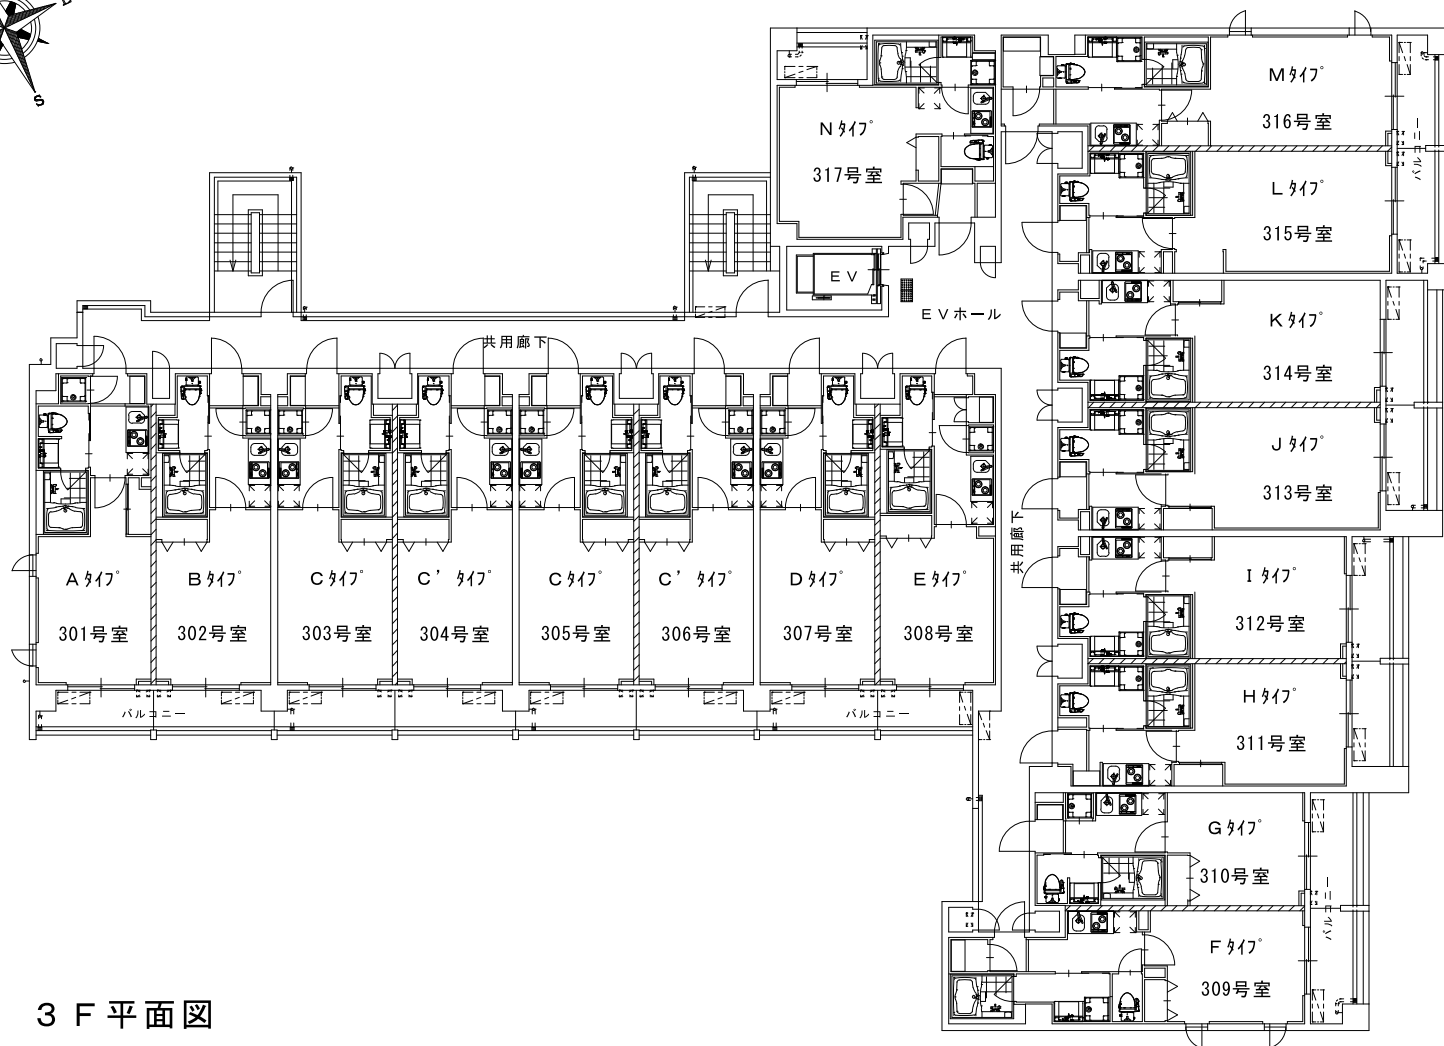 E
S
Nタイプ
317号室
Mタイプ
316号室
バルコニー
Lタイプ
315号室
EV
EVホール
共用廊下
Kタイプ
314号室
Jタイプ
313号室
共用廊下
Aタイプ
301号室
Bタイプ
302号室
Cタイプ
303号室
C'タイプ
304号室
Cタイプ
305号室
C'タイプ
306号室
Dタイプ
307号室
Eタイプ
308号室
Iタイプ
312号室
Hタイプ
311号室
バルコニー
バルコニー
Gタイプ
310号室
バルコニー
Fタイプ
309号室
3F平面図